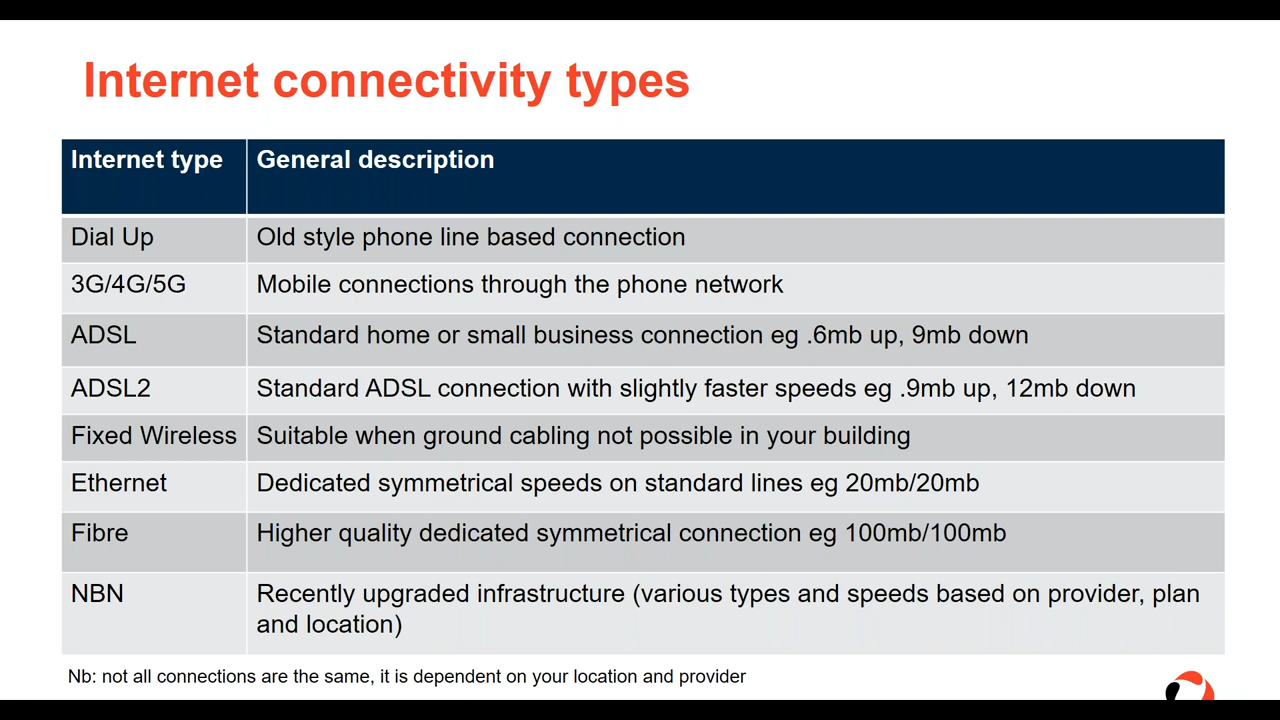 Internet connectivity types
Internet type General description
Dial Up Old style phone line based connection
3G/4G/5G Mobile connections through the phone network
ADSL Standard home or small business connection eg .6mb up, 9mb down
ADSL2 Standard ADSL connection with slightly faster speeds eg .9mb up, 12mb down
Fixed Wireless Suitable when ground cabling not possible in your building
Ethernet Dedicated symmetrical speeds on standard lines eg 20mb/20mb
Fibre Higher quality dedicated symmetrical connection eg 100mb/100mb
NBN Recently upgraded infrastructure (various types and speeds based on provider, plan
and location)
Nb: not all connections are the same, it is dependent on your location and provider